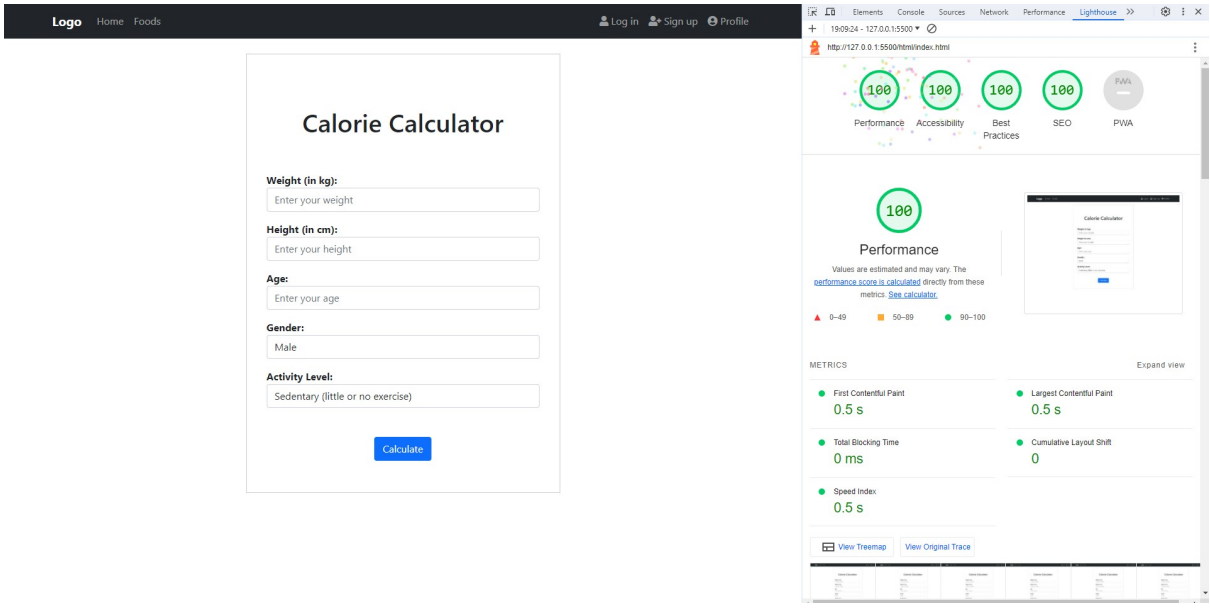 Logo Home Foods Log in Sign up Profile
Calorie Calculator
Weight (in kg):
Enter your weight
Height (in cm):
Enter your height
Age:
Enter your age
Gender:
Male
Activity Level:
Sedentary (little or no exercise)
Calculate
Elements Console Sources Network Performance Lighthouse
19:09:24 - 127.0.0.1:5500
http://127.0.0.1:5500/html/index.html
100 100 100 100 PWA
Performance Accessibility Best Practices SEO PWA
100
Performance
Values are estimated and may vary. The
performance score is calculated directly from these
metrics. See calculator.
0–49 50–89 90–100
METRICS Expand view
First Contentful Paint
0.5 s
Largest Contentful Paint
0.5 s
Total Blocking Time
0 ms
Cumulative Layout Shift
0
Speed Index
0.5 s
View Treemap View Original Trace